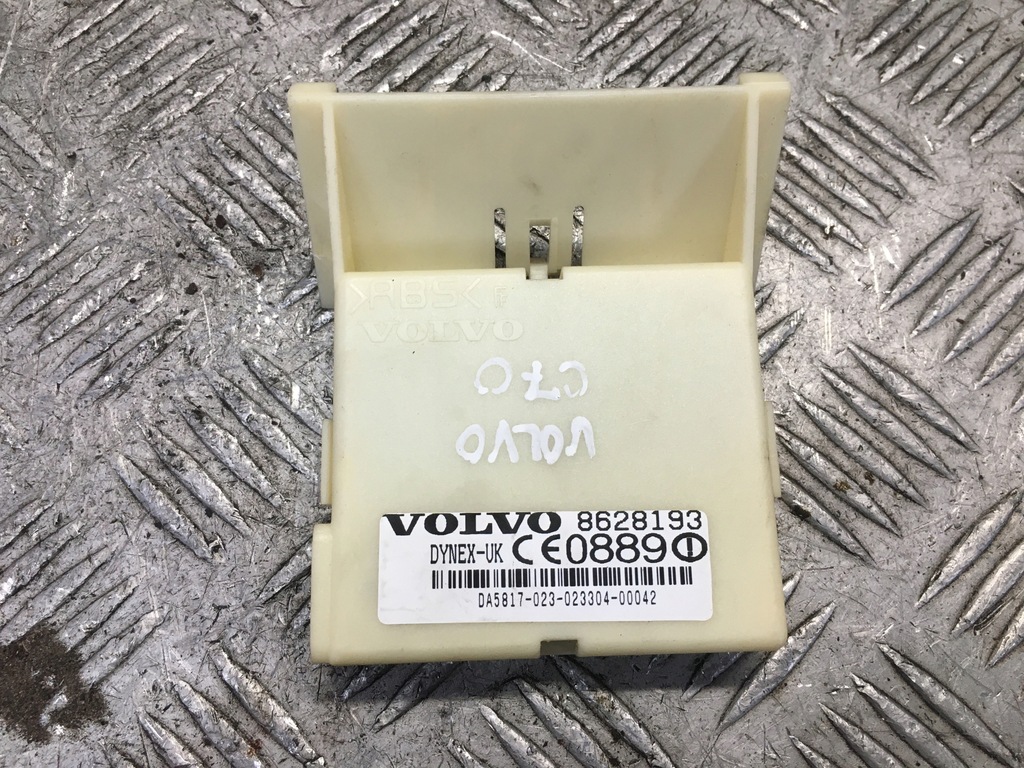 >RBS< F
VOLVO
C70
VOLVO
VOLVO 8628193
DYNEX-UK CE0889
DA5817-023-023304-00042